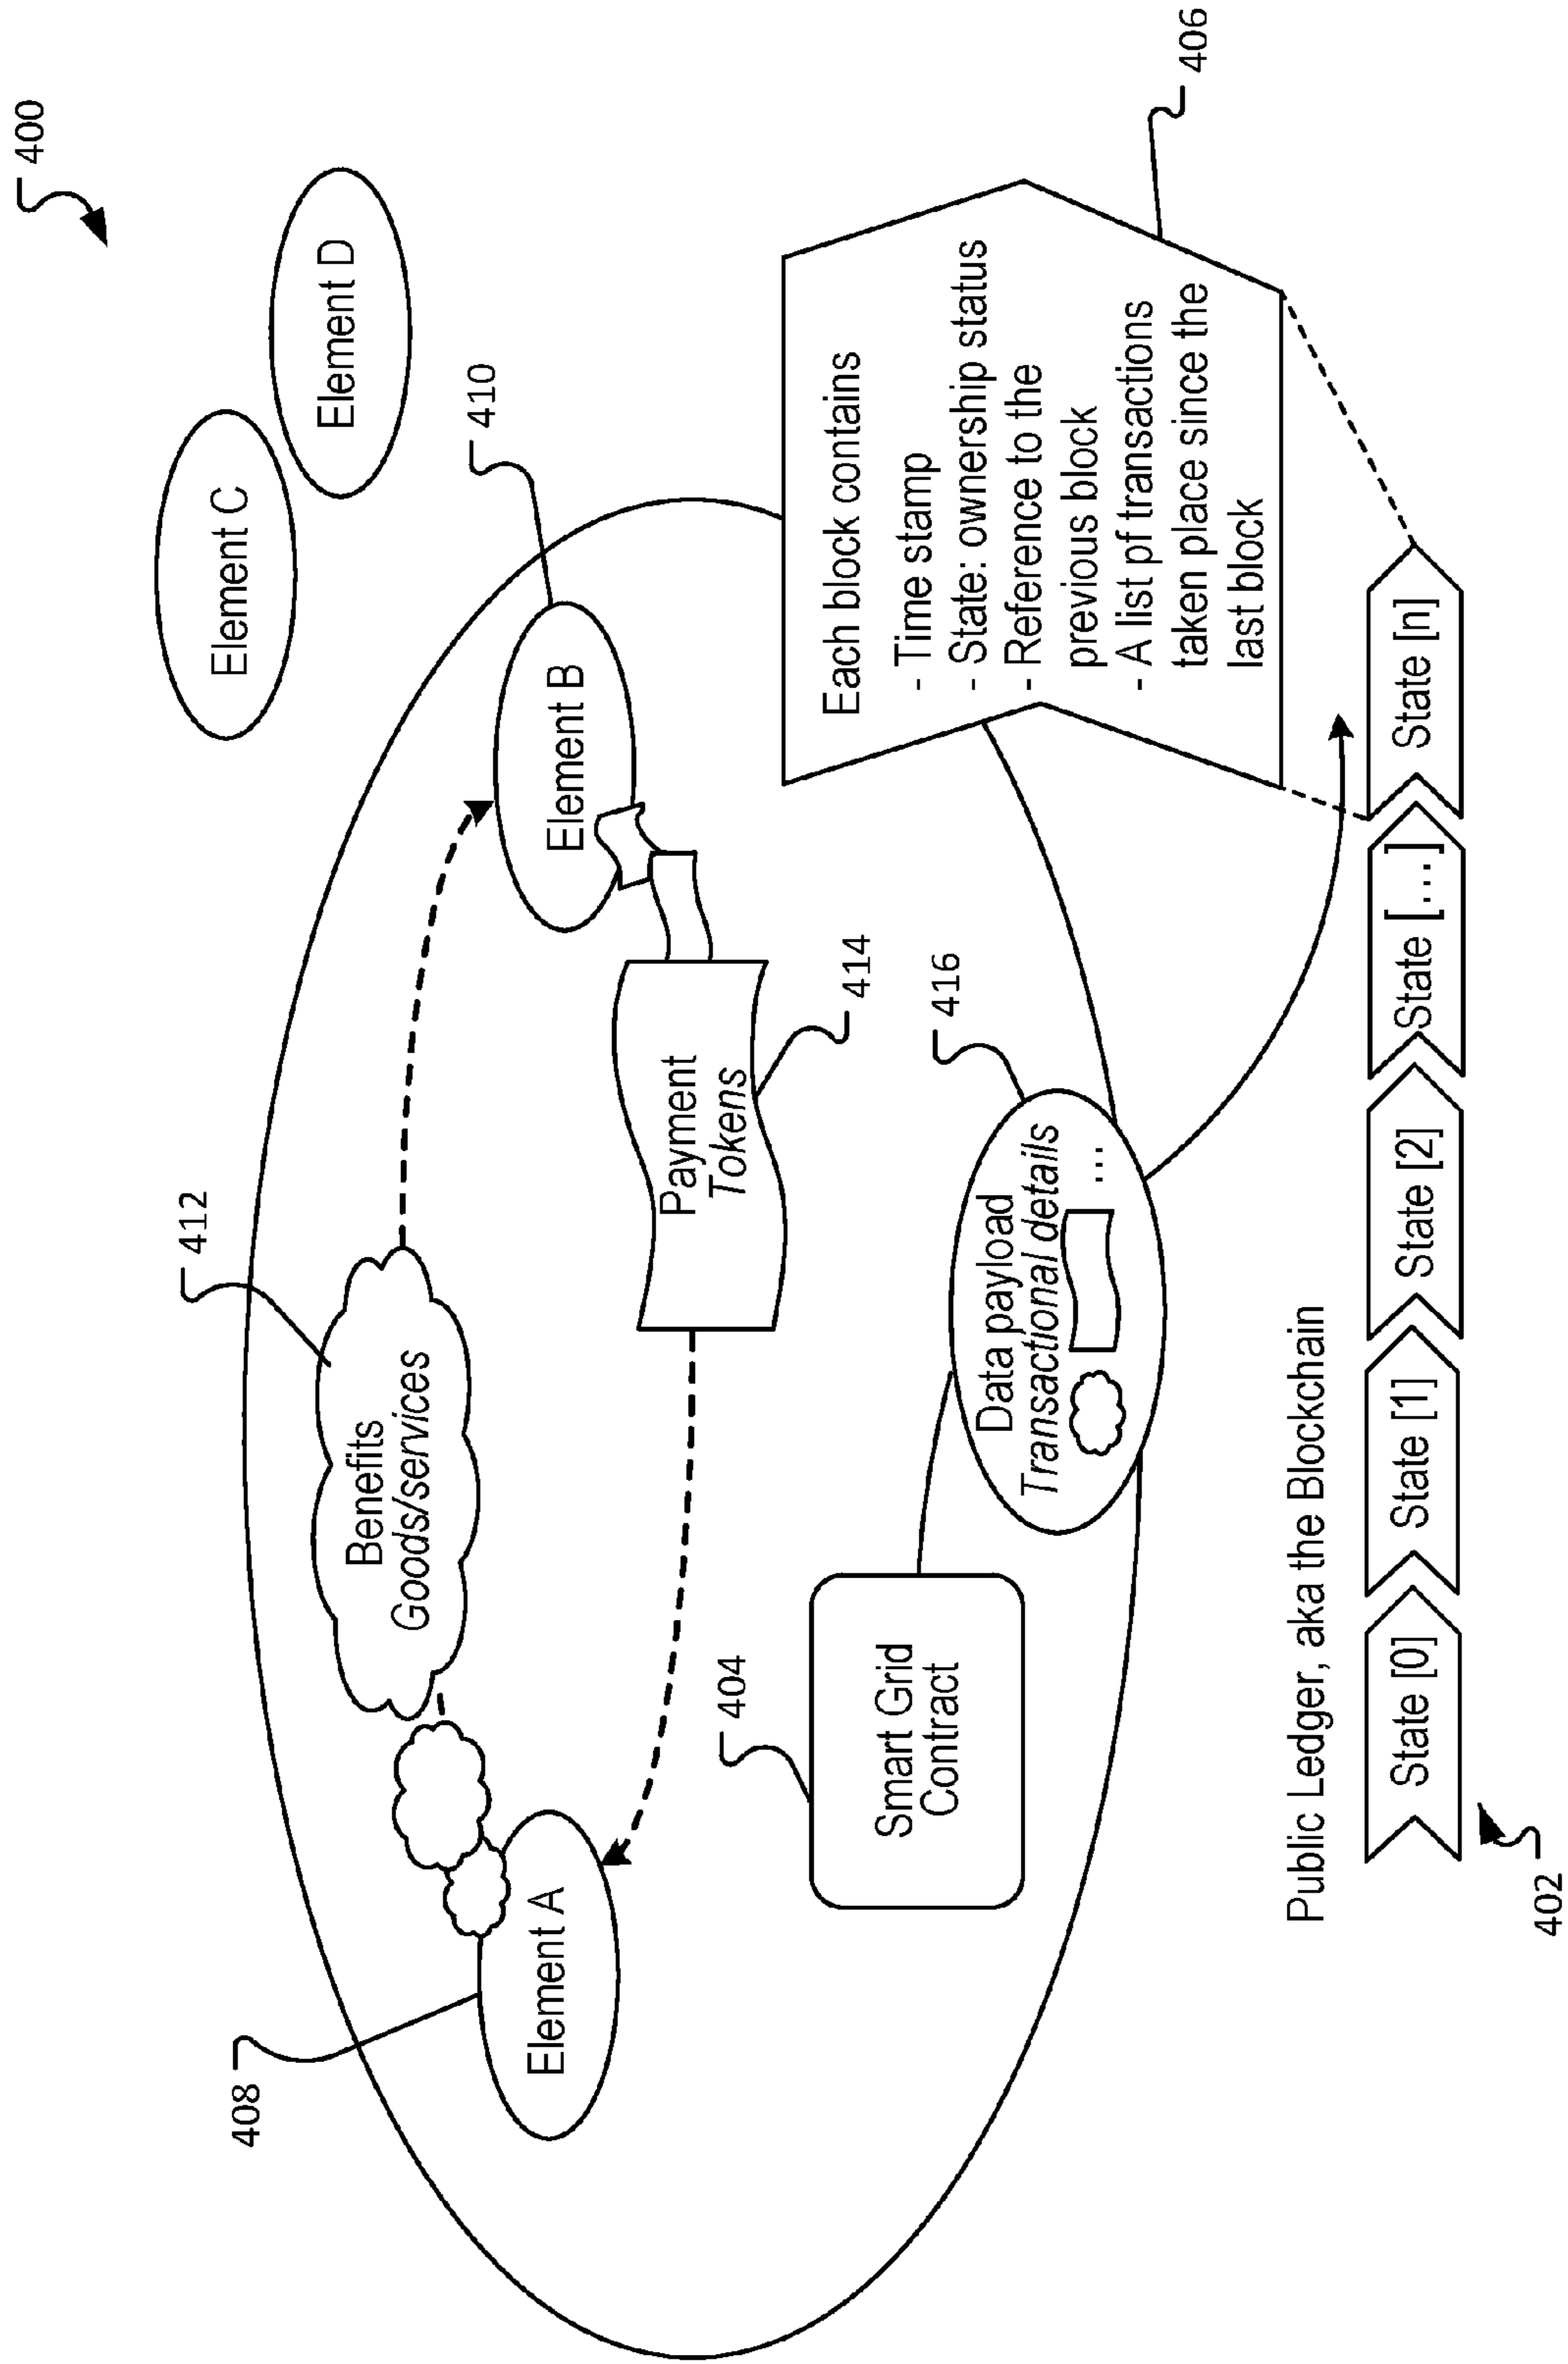 400
Element C
Element D
412
410
Benefits
Goods/services
408
Element A
Element B
Payment
Tokens
414
404
Smart Grid
Contract
416
Data payload
Transactional details
...
Each block contains
- Time stamp
- State: ownership status
- Reference to the
previous block
- A list pf transactions
taken place since the
last block
406
Public Ledger, aka the Blockchain
State [0]
State [1]
State [2]
State [...]
State [n]
402